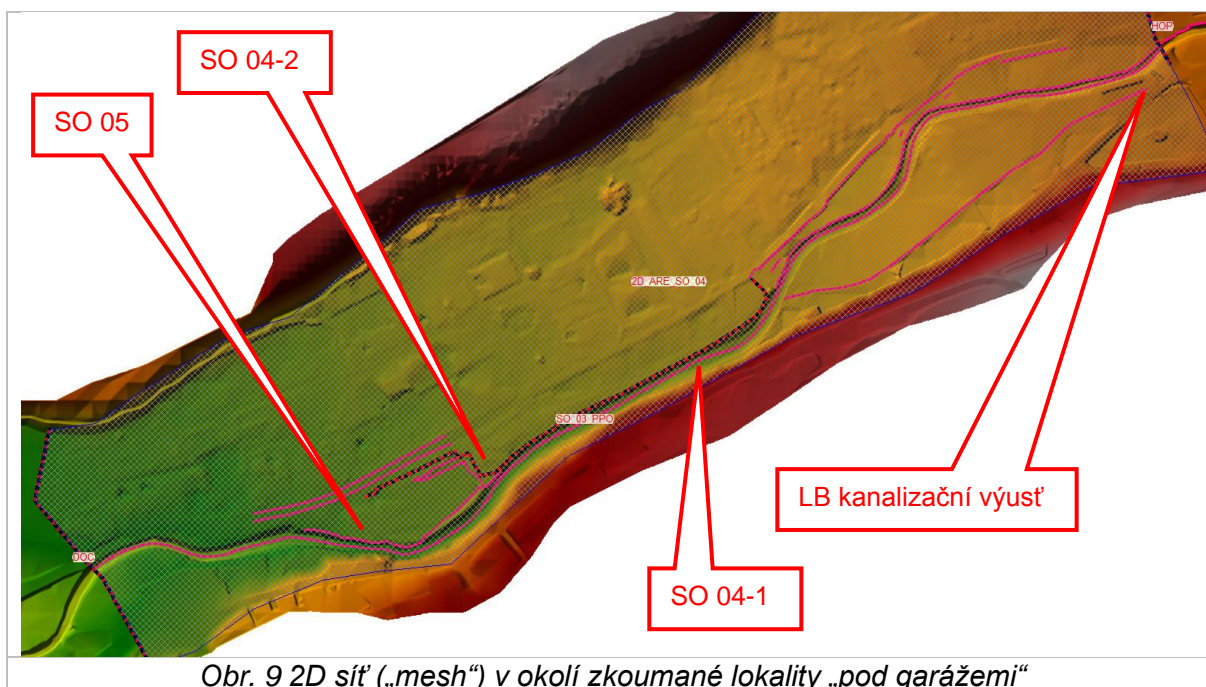 HOP
SO 04-2
SO 05
2D_ARE_SO_04
SO_03_PPO
LB kanalizační výusť
DOC
SO 04-1
Obr. 9 2D síť („mesh“) v okolí zkoumané lokality „pod garážemi“